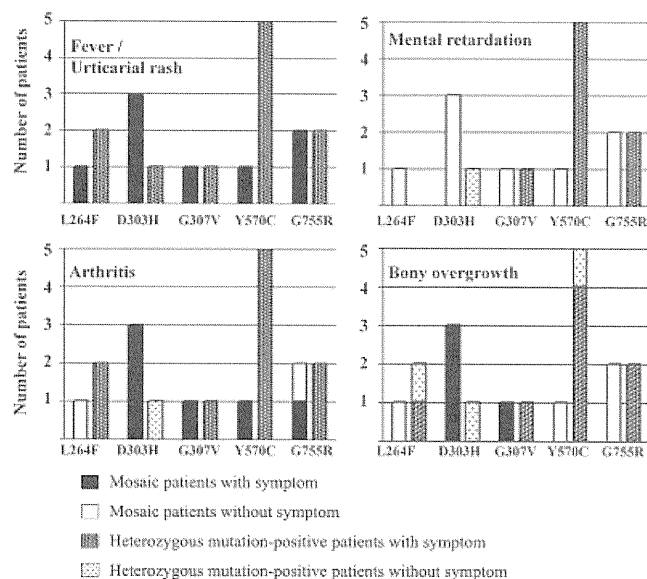 Number of patients
5
4
3
2
1
Fever /
Urticarial rash
L264F D303H G307V Y570C G755R
5
4
3
2
1
Mental retardation
L264F D303H G307V Y570C G755R
Number of patients
5
4
3
2
1
Arthritis
L264F D303H G307V Y570C G755R
5
4
3
2
1
Bony overgrowth
L264F D303H G307V Y570C G755R
Mosaic patients with symptom
Mosaic patients without symptom
Heterozygous mutation-positive patients with symptom
Heterozygous mutation-positive patients without symptom